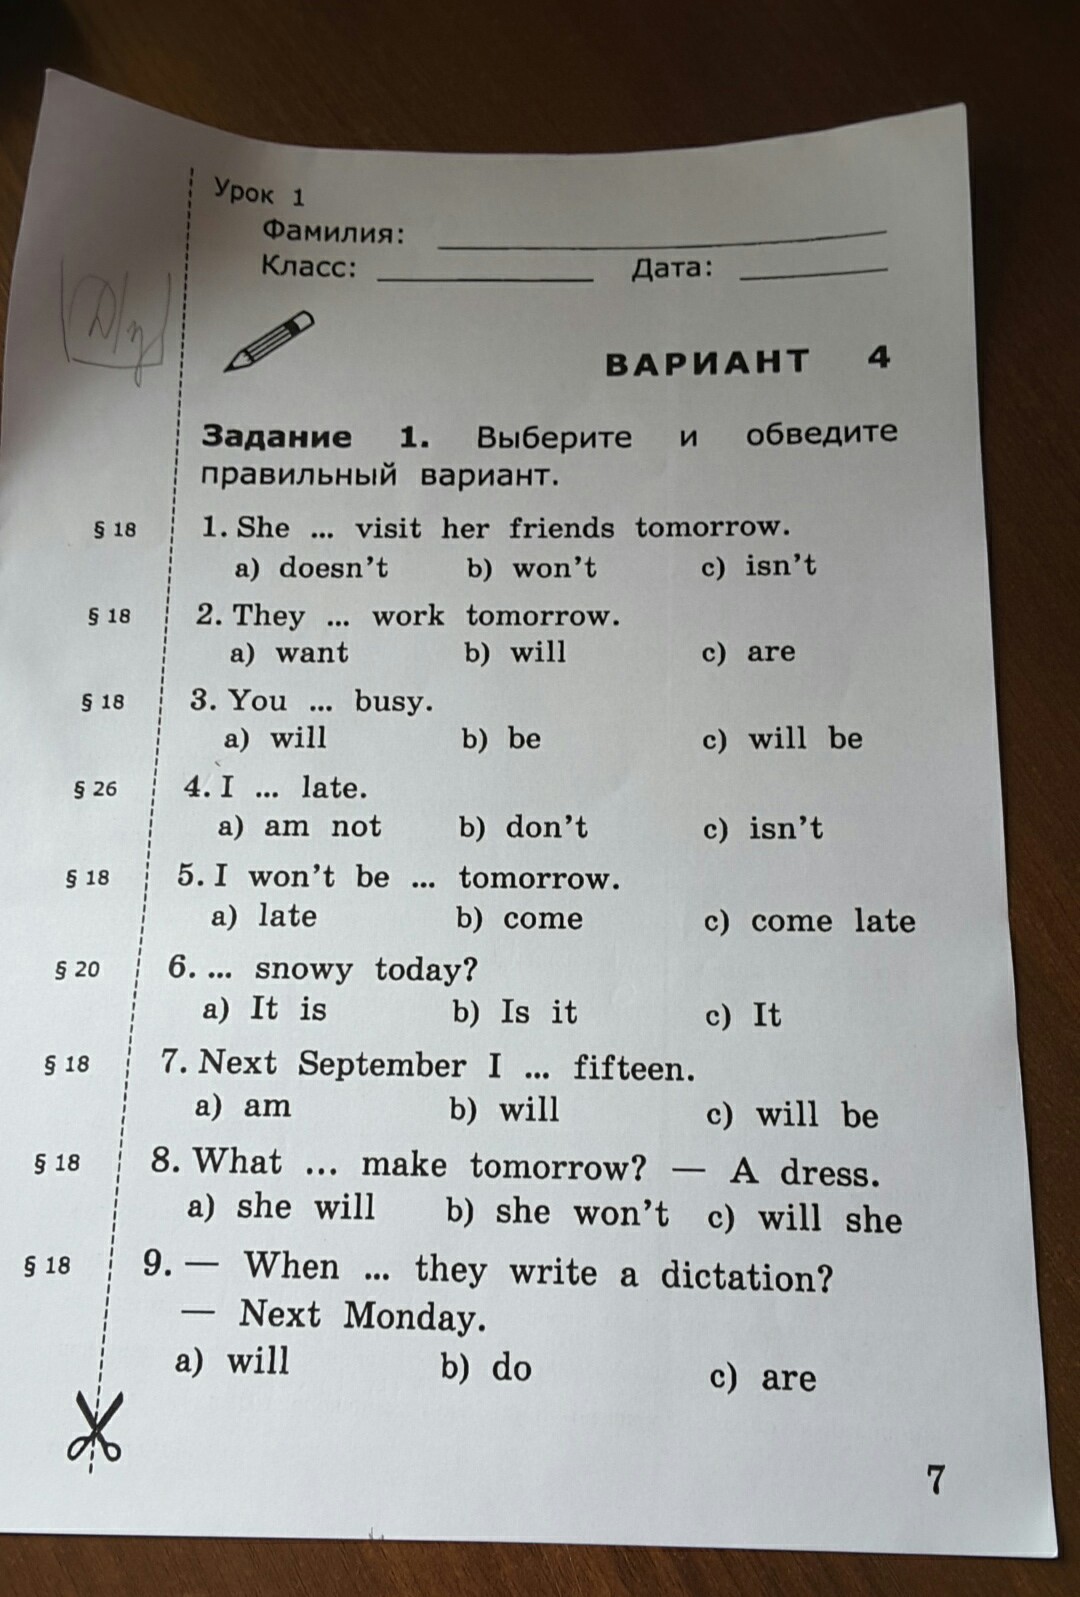 Урок 1
Фамилия:
Класс: Дата:
Д/з
ВАРИАНТ 4
Задание 1. Выберите и обведите
правильный вариант.
§ 18 1. She ... visit her friends tomorrow.
a) doesn't b) won't c) isn't
§ 18 2. They ... work tomorrow.
a) want b) will c) are
§ 18 3. You ... busy.
a) will b) be c) will be
§ 26 4. I ... late.
a) am not b) don't c) isn't
§ 18 5. I won't be ... tomorrow.
a) late b) come c) come late
§ 20 6. ... snowy today?
a) It is b) Is it c) It
§ 18 7. Next September I ... fifteen.
a) am b) will c) will be
§ 18 8. What ... make tomorrow? — A dress.
a) she will b) she won't c) will she
§ 18 9. — When ... they write a dictation?
— Next Monday.
a) will b) do c) are
7